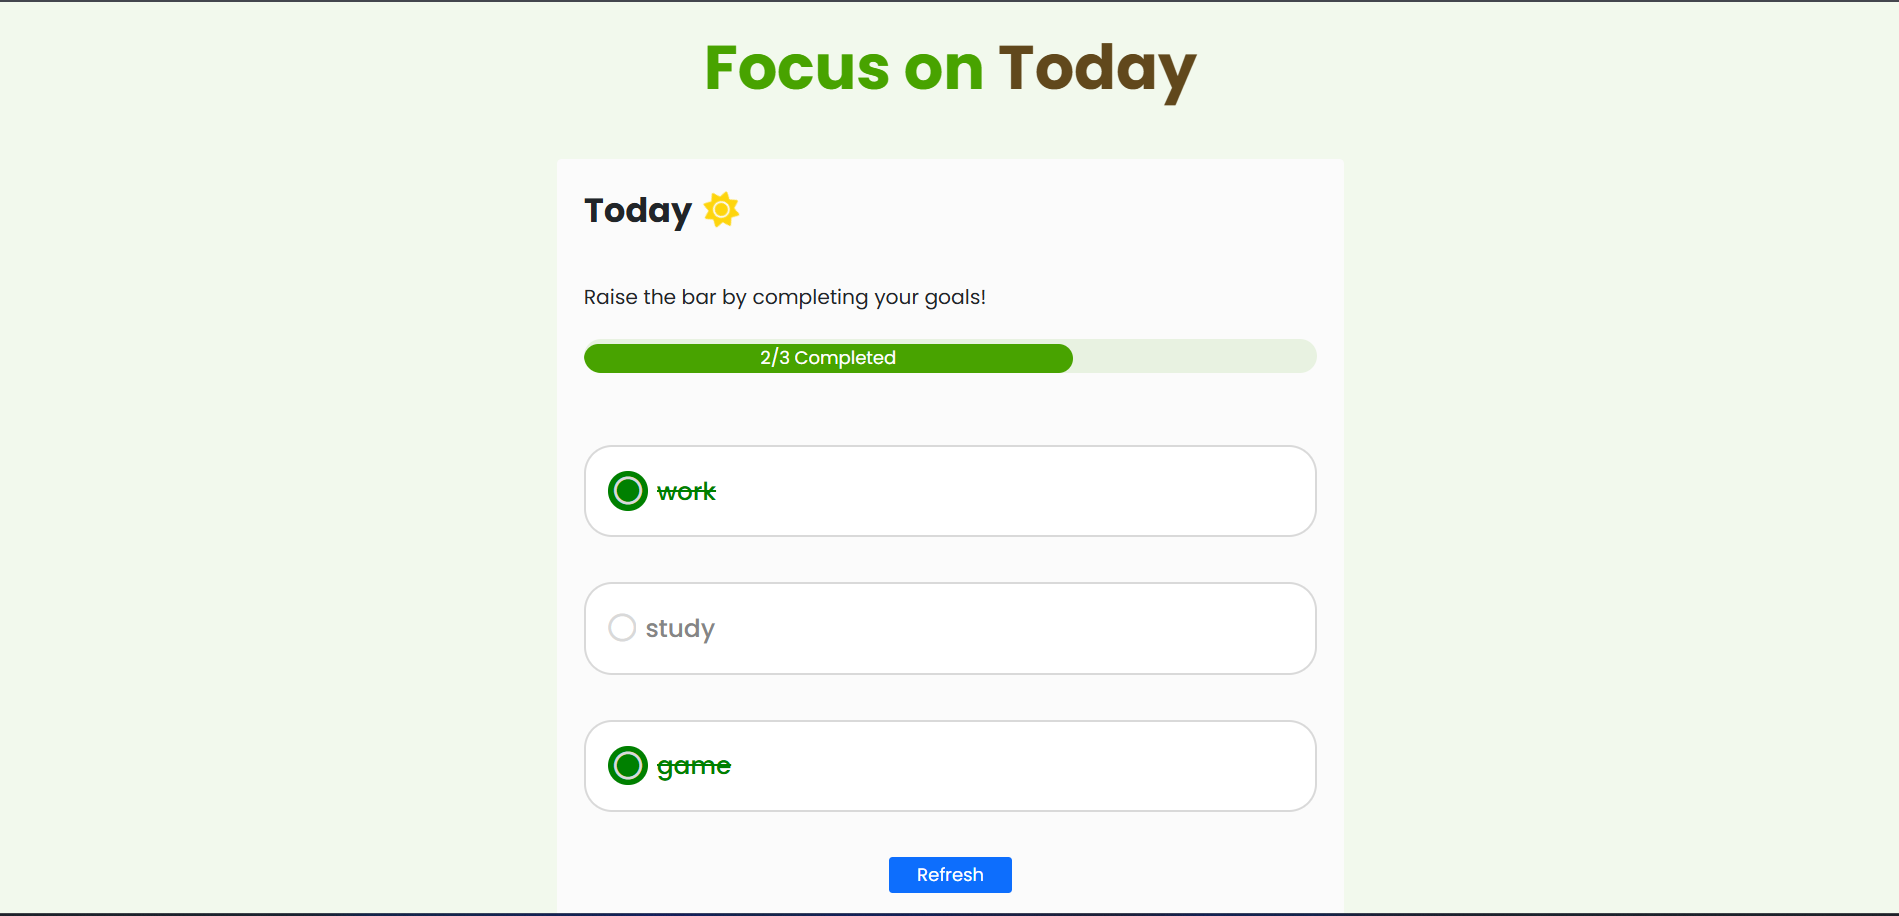 Focus on Today
Today
Raise the bar by completing your goals!
2/3 Completed
work
study
game
Refresh